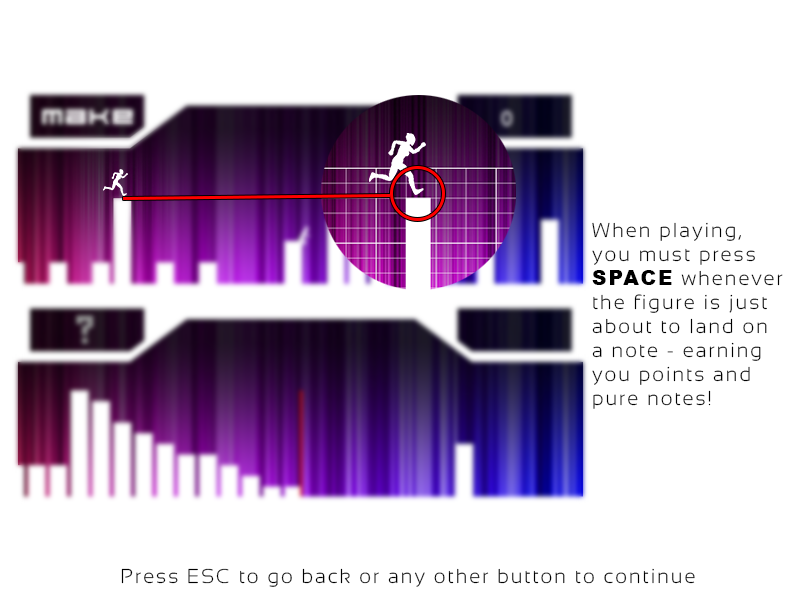 make
0
When playing,
you must press
SPACE whenever
the figure is just
about to land on
a note - earning
you points and
pure notes!
?
Press ESC to go back or any other button to continue